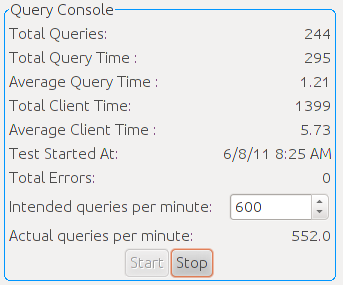 Query Console
Total Queries: 244
Total Query Time : 295
Average Query Time : 1.21
Total Client Time: 1399
Average Client Time : 5.73
Test Started At: 6/8/11 8:25 AM
Total Errors: 0
Intended queries per minute: 600
Actual queries per minute: 552.0
Start Stop